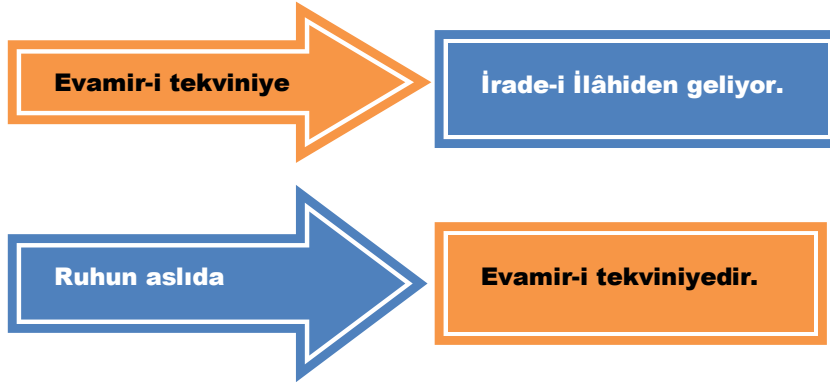 Evamir-i tekviniye
İrade-i İlâhiden geliyor.
Ruhun aslıda
Evamir-i tekviniyedir.